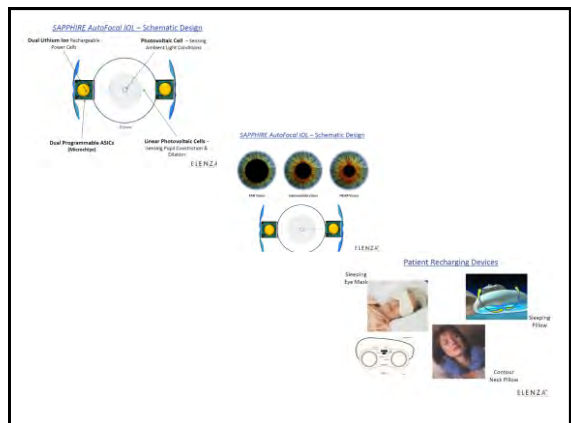 SAPPHIRE AutoFocal IOL – Schematic Design
Dual Lithium Ion Rechargeable
Power Cells
Photovoltaic Cell – Sensing
Ambient Light Conditions
Dual Programmable ASICs
(Microchips)
Linear Photovoltaic Cells –
Sensing Pupil Constriction &
Dilation
ELENZA
SAPPHIRE AutoFocal IOL – Schematic Design
ELENZA
Patient Recharging Devices
Sleeping
Eye Mask
Sleeping
Pillow
Contour
Neck Pillow
ELENZA